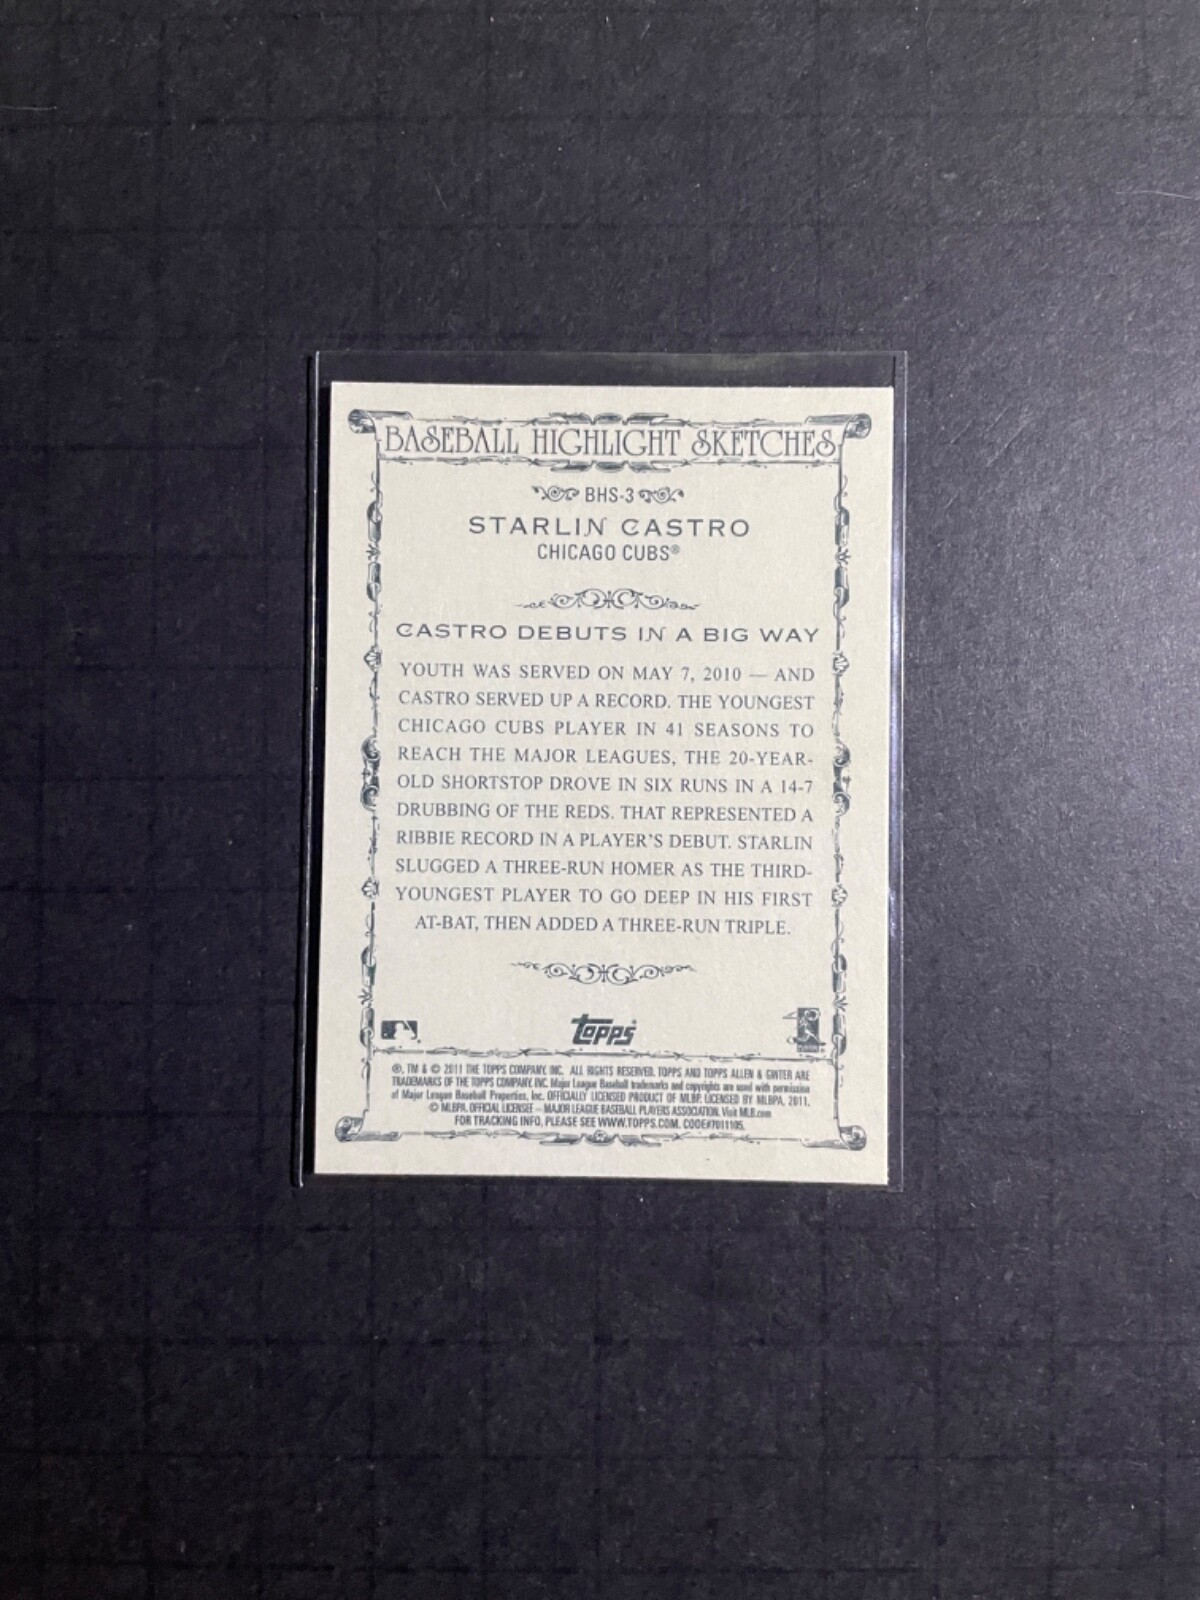 BASEBALL HIGHLIGHT SKETCHES
BHS-3
STARLIN CASTRO
CHICAGO CUBS®
CASTRO DEBUTS IN A BIG WAY
YOUTH WAS SERVED ON MAY 7, 2010 — AND
CASTRO SERVED UP A RECORD. THE YOUNGEST
CHICAGO CUBS PLAYER IN 41 SEASONS TO
REACH THE MAJOR LEAGUES, THE 20-YEAR-
OLD SHORTSTOP DROVE IN SIX RUNS IN A 14-7
DRUBBING OF THE REDS. THAT REPRESENTED A
RIBBIE RECORD IN A PLAYER'S DEBUT. STARLIN
SLUGGED A THREE-RUN HOMER AS THE THIRD-
YOUNGEST PLAYER TO GO DEEP IN HIS FIRST
AT-BAT, THEN ADDED A THREE-RUN TRIPLE.
Topps®
®, TM & © 2011 THE TOPPS COMPANY, INC. ALL RIGHTS RESERVED. TOPPS AND TOPPS ALLEN & GINTER ARE
TRADEMARKS OF THE TOPPS COMPANY, INC. Major League Baseball trademarks and copyrights are used with permission
of Major League Baseball Properties, Inc. OFFICIALLY LICENSED PRODUCT OF MLBP. LICENSED BY MLBPA, 2011.
© MLBPA. OFFICIAL LICENSEE – MAJOR LEAGUE BASEBALL PLAYERS ASSOCIATION. Visit MLB.com
FOR TRACKING INFO, PLEASE SEE WWW.TOPPS.COM. CODE#7011105.